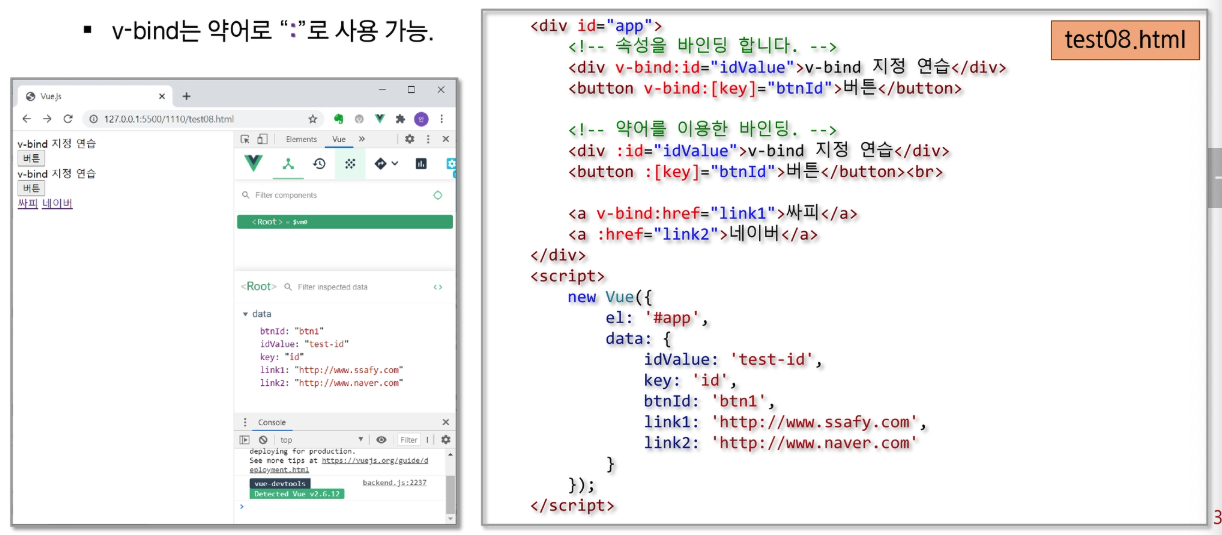 ▪ v-bind는 약어로 “:”로 사용 가능.
Vue.js
127.0.0.1:5500/1110/test08.html
v-bind 지정 연습
버튼
v-bind 지정 연습
버튼
싸피 네이버
Elements Vue »
Filter components
<Root> = $vm0
<Root> Filter inspected data
data
btnId: "btn1"
idValue: "test-id"
key: "id"
link1: "http://www.ssafy.com"
link2: "http://www.naver.com"
Console
top Filter
deploying for production.
See more tips at https://vuejs.org/guide/d
eployment.html
vue-devtools backend.js:2237
Detected Vue v2.6.12
>
test08.html
<div id="app">
<!-- 속성을 바인딩 합니다. -->
<div v-bind:id="idValue">v-bind 지정 연습</div>
<button v-bind:[key]="btnId">버튼</button>
<!-- 약어를 이용한 바인딩. -->
<div :id="idValue">v-bind 지정 연습</div>
<button :[key]="btnId">버튼</button><br>
<a v-bind:href="link1">싸피</a>
<a :href="link2">네이버</a>
</div>
<script>
new Vue({
el: '#app',
data: {
idValue: 'test-id',
key: 'id',
btnId: 'btn1',
link1: 'http://www.ssafy.com',
link2: 'http://www.naver.com'
}
});
</script>
3